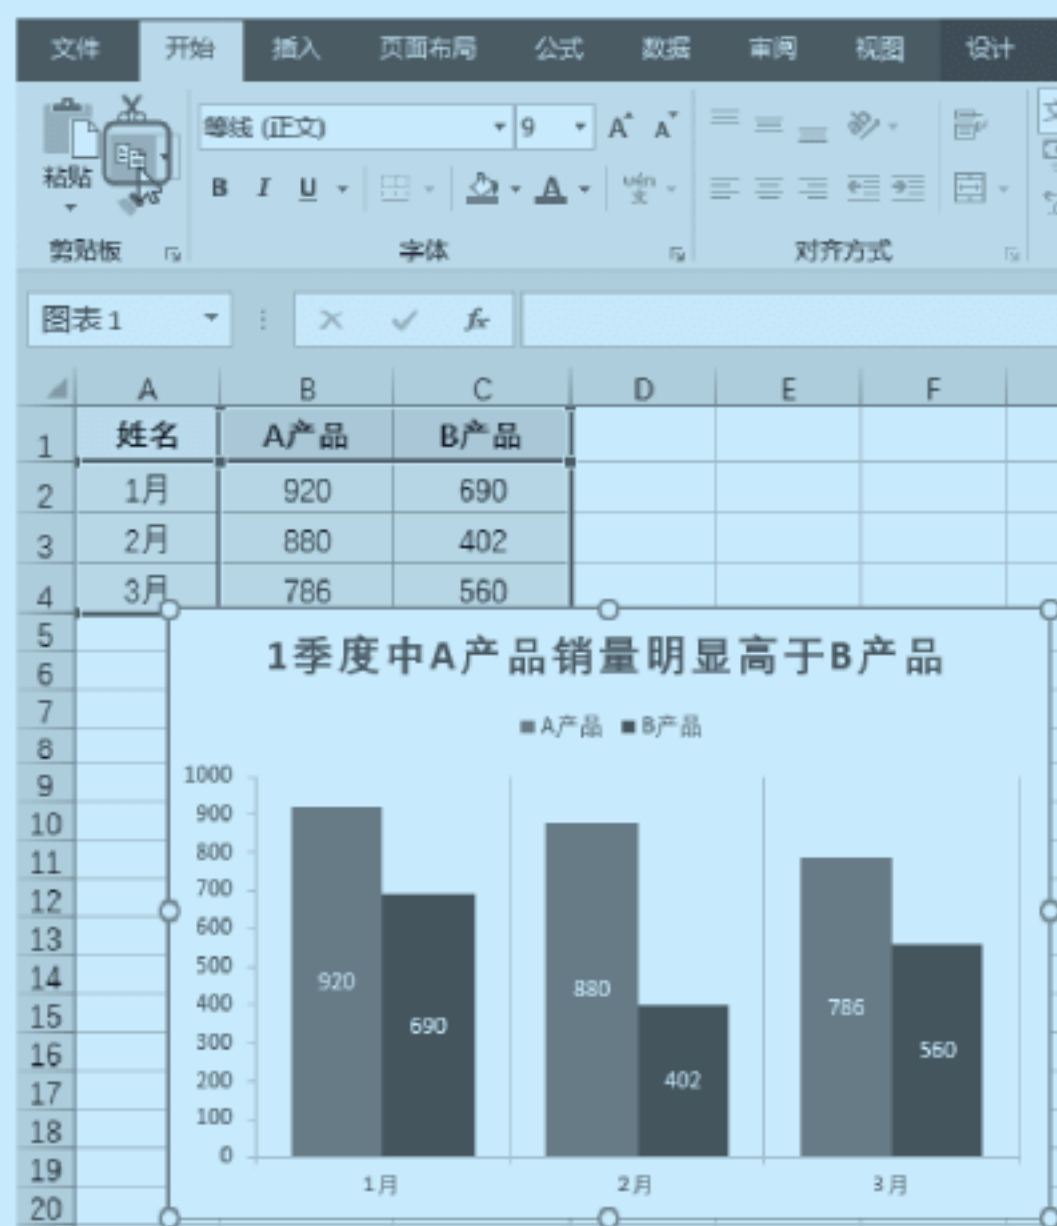 文件 开始 插入 页面布局 公式 数据 审阅 视图 设计
等线 (正文) 9 A A
粘贴 B I U A wén 文
剪贴板 字体 对齐方式
图表 1 fx
A B C D E F
1 姓名 A产品 B产品
2 1月 920 690
3 2月 880 402
4 3月 786 560
5
6
7
8
9
10
11
12
13
14
15
16
17
18
19
20
1季度中A产品销量明显高于B产品
A产品 B产品
1000
900
800
700
600
500
400
300
200
100
0
920 690 880 402 786 560
1月 2月 3月